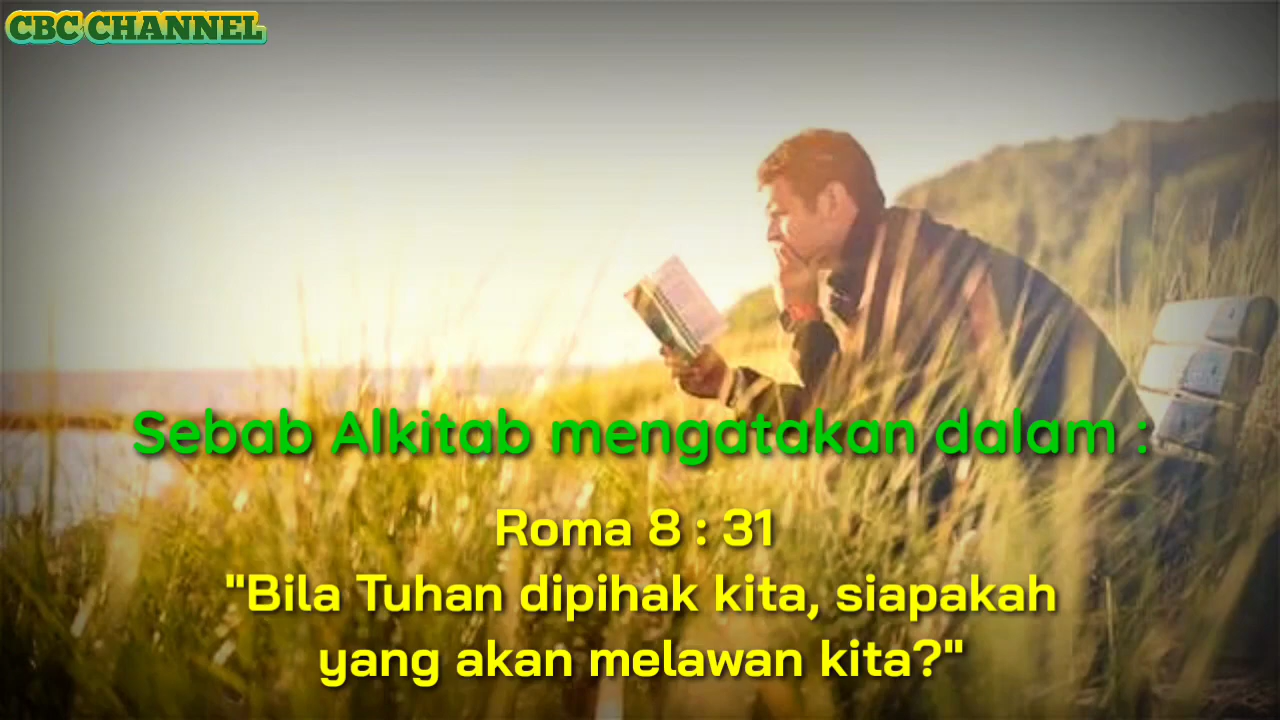 CBC CHANNEL
Sebab Alkitab mengatakan dalam :
Roma 8 : 31
"Bila Tuhan dipihak kita, siapakah
yang akan melawan kita?"